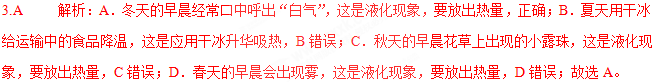 3.A 解析：A．冬天的早晨经常口中呼出“白气”，这是液化现象，要放出热量，正确；B．夏天用干冰
给运输中的食品降温，这是应用干冰升华吸热，B 错误；C．秋天的早晨花草上出现的小露珠，这是液化现
象，要放出热量，C 错误；D．春天的早晨会出现雾，这是液化现象，要放出热量，D 错误；故选 A。